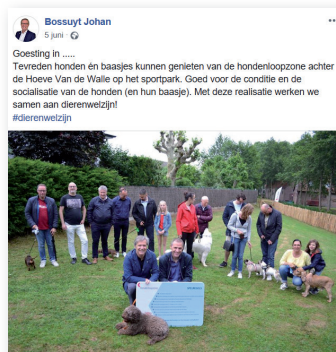 Bossuyt Johan
5 juni ·
Goesting in .....
Tevreden honden én baasjes kunnen genieten van de hondenloopzone achter
de Hoeve Van de Walle op het sportpark. Goed voor de conditie en de
socialisatie van de honden (en hun baasje). Met deze realisatie werken we
samen aan dierenwelzijn!
#dierenwelzijn